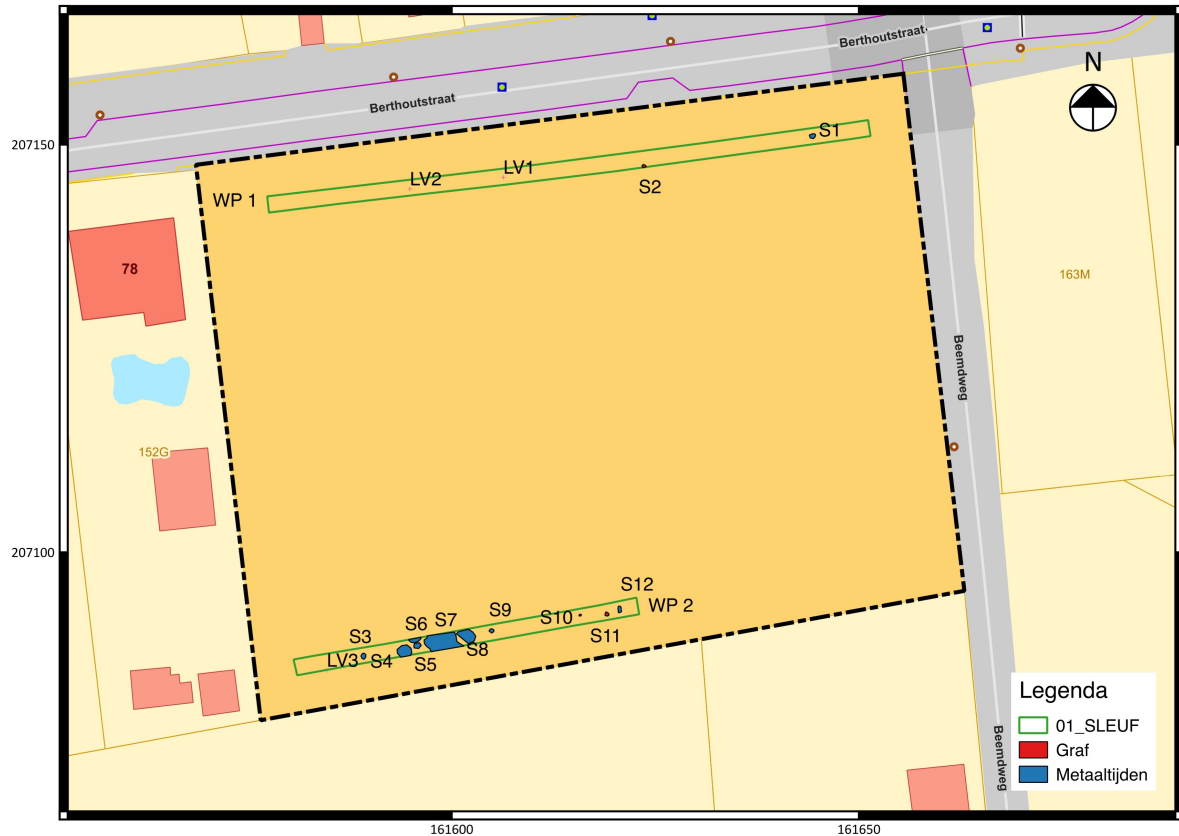 Berthoutstraat
N
Berthoutstraat
207150
S1
LV1
LV2
S2
WP 1
78
163M
Beemdweg
152G
207100
S12
WP 2
S9
S10
S7
S6
S11
S3
S8
LV3
S4
S5
Legenda
01_SLEUF
Graf
Metaaltijden
Beemdweg
161600
161650